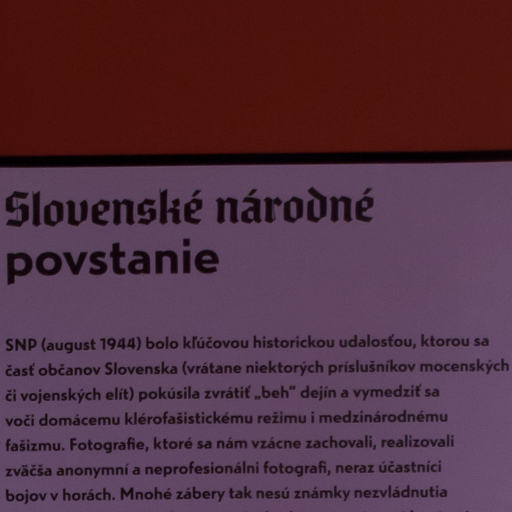 Slovenské národné
povstanie
SNP (august 1944) bolo kľúčovou historickou udalosťou, ktorou sa
časť občanov Slovenska (vrátane niektorých príslušníkov mocenských
či vojenských elít) pokúsila zvrátiť „beh“ dejín a vymedziť sa
voči domácemu klérofašistickému režimu i medzinárodnému
fašizmu. Fotografie, ktoré sa nám vzácne zachovali, realizovali
zväčša anonymní a neprofesionálni fotografi, neraz účastníci
bojov v horách. Mnohé zábery tak nesú známky nezvládnutia